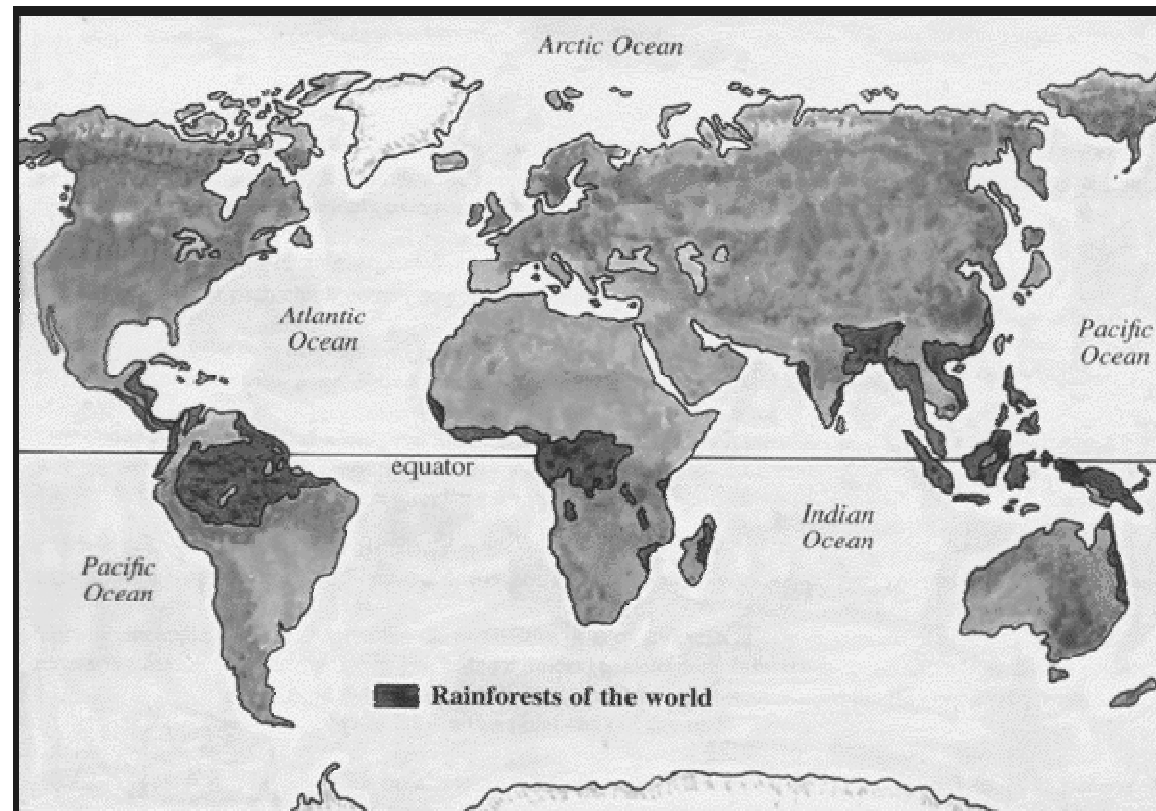 Arctic Ocean
Atlantic
Ocean
Pacific
Ocean
equator
Indian
Ocean
Pacific
Ocean
Rainforests of the world